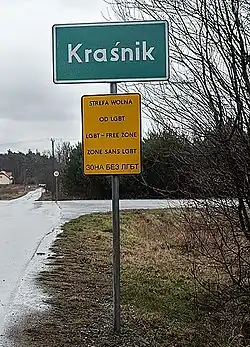 Kraśnik
STREFA WOLNA
OD LGBT
LGBT-FREE ZONE
ZONE SANS LGBT
ЗОНА БЕЗ ЛГБТ